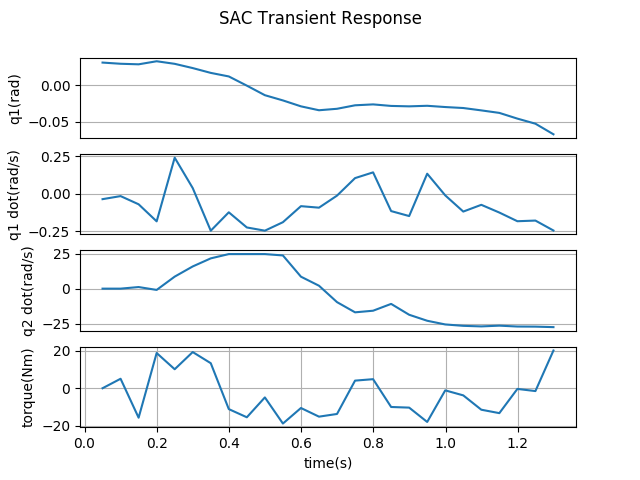 SAC Transient Response
q1(rad)
0.00
−0.05
q1 dot(rad/s)
0.25
0.00
−0.25
q2 dot(rad/s)
25
0
−25
torque(Nm)
20
0
−20
0.0 0.2 0.4 0.6 0.8 1.0 1.2
time(s)